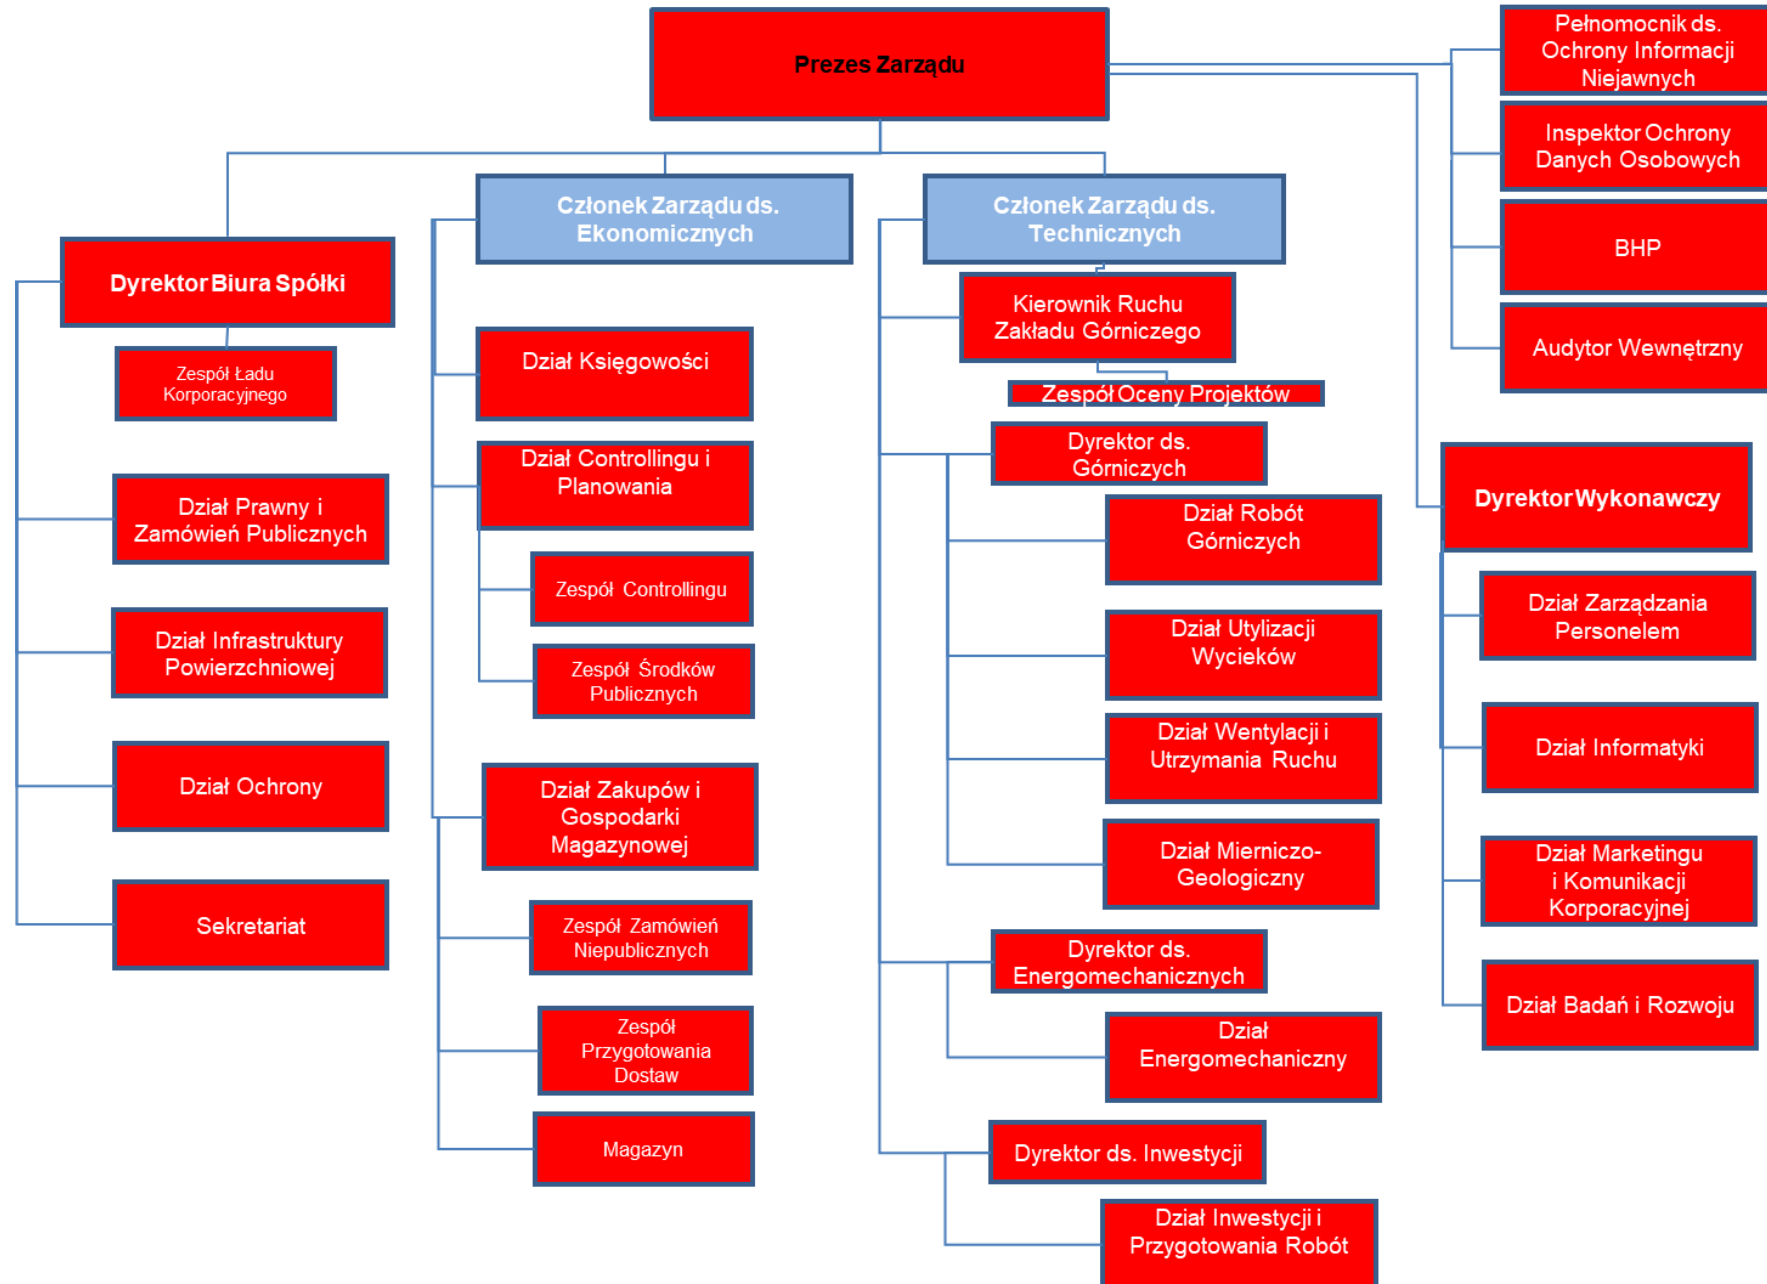 Prezes Zarządu
Pełnomocnik ds.
Ochrony Informacji
Niejawnych
Inspektor Ochrony
Danych Osobowych
BHP
Audytor Wewnętrzny
Dyrektor Biura Spółki
Zespół Ładu
Korporacyjnego
Dział Prawny i
Zamówień Publicznych
Dział Infrastruktury
Powierzchniowej
Dział Ochrony
Sekretariat
Członek Zarządu ds.
Ekonomicznych
Dział Księgowości
Dział Controllingu i
Planowania
Zespół Controllingu
Zespół Środków
Publicznych
Dział Zakupów i
Gospodarki
Magazynowej
Zespół Zamówień
Niepublicznych
Zespół
Przygotowania
Dostaw
Magazyn
Członek Zarządu ds.
Technicznych
Kierownik Ruchu
Zakładu Górniczego
Zespół Oceny Projektów
Dyrektor ds.
Górniczych
Dział Robót
Górniczych
Dział Utylizacji
Wycieków
Dział Wentylacji i
Utrzymania Ruchu
Dział Mierniczo-
Geologiczny
Dyrektor ds.
Energomechanicznych
Dział
Energomechaniczny
Dyrektor ds. Inwestycji
Dział Inwestycji i
Przygotowania Robót
Dyrektor Wykonawczy
Dział Zarządzania
Personelem
Dział Informatyki
Dział Marketingu
i Komunikacji
Korporacyjnej
Dział Badań i Rozwoju